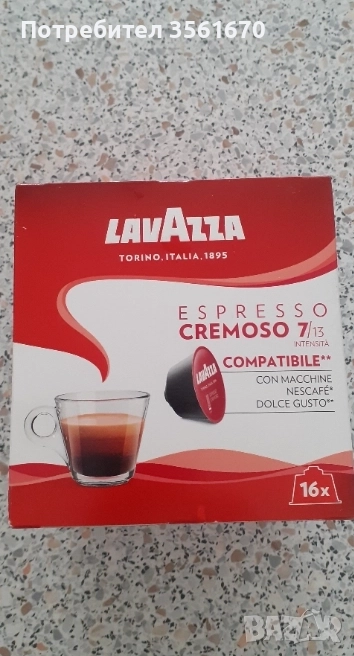 Потребител 3561670
LAVAZZA
TORINO, ITALIA, 1895
ESPRESSO
CREMOSO 7/13
INTENSITÀ
COMPATIBILE**
CON MACCHINE
NESCAFÉ*
DOLCE GUSTO**
LAVAZZA
16x
BAZAR